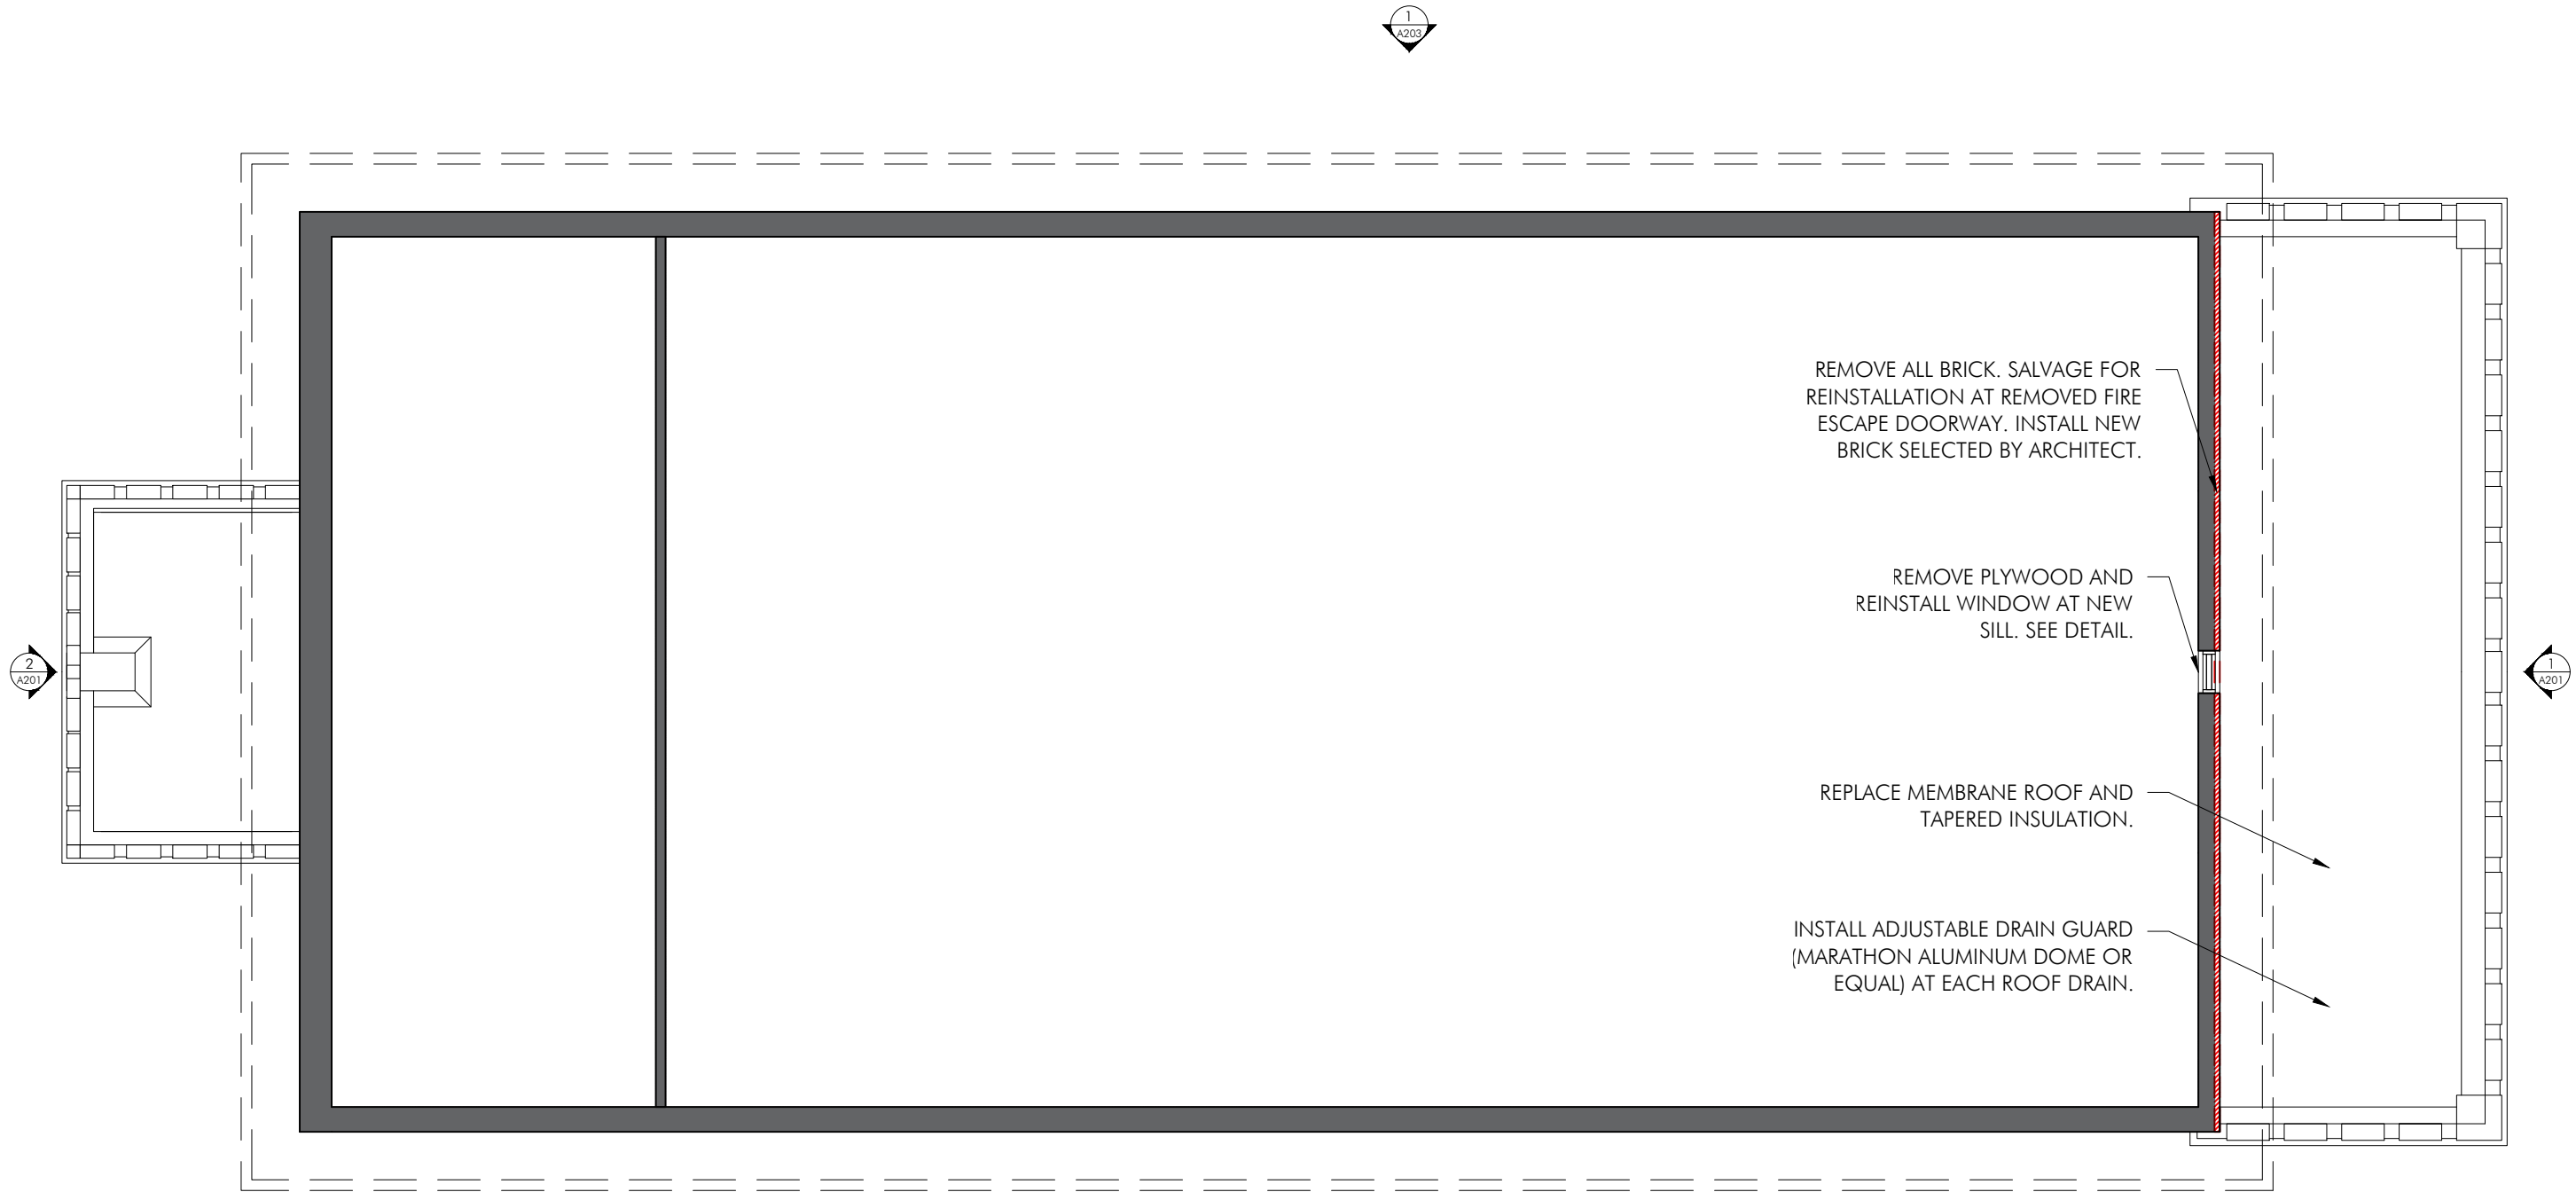 1
A203
REMOVE ALL BRICK. SALVAGE FOR
REINSTALLATION AT REMOVED FIRE
ESCAPE DOORWAY. INSTALL NEW
BRICK SELECTED BY ARCHITECT.
REMOVE PLYWOOD AND
REINSTALL WINDOW AT NEW
SILL. SEE DETAIL.
2
A201
1
A201
REPLACE MEMBRANE ROOF AND
TAPERED INSULATION.
INSTALL ADJUSTABLE DRAIN GUARD
(MARATHON ALUMINUM DOME OR
EQUAL) AT EACH ROOF DRAIN.